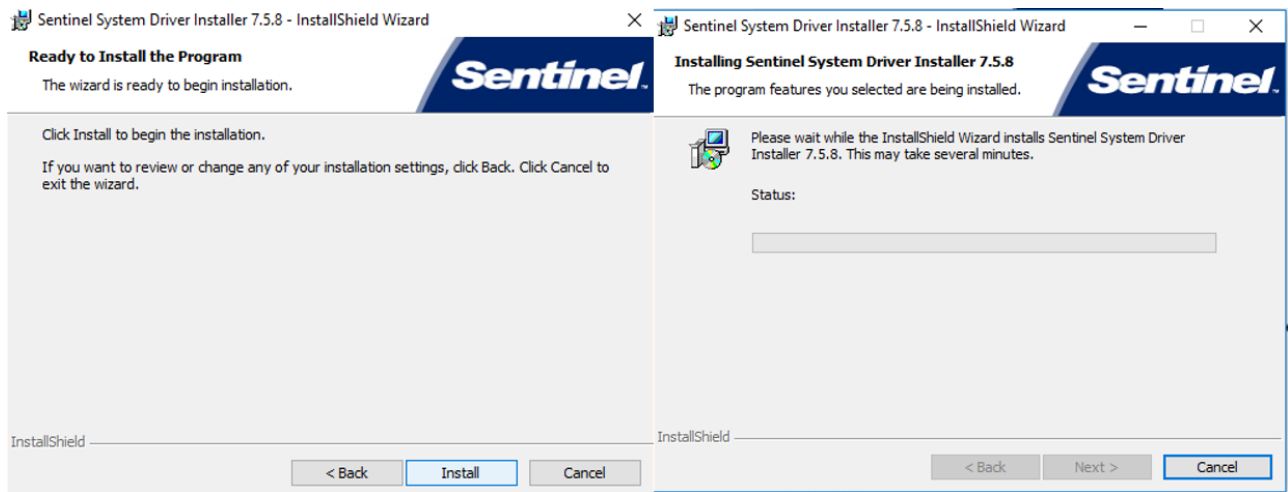 Sentinel System Driver Installer 7.5.8 - InstallShield Wizard
Ready to Install the Program
The wizard is ready to begin installation.
Sentinel.
Click Install to begin the installation.
If you want to review or change any of your installation settings, click Back. Click Cancel to
exit the wizard.
InstallShield
< Back
Install
Cancel
Sentinel System Driver Installer 7.5.8 - InstallShield Wizard
Installing Sentinel System Driver Installer 7.5.8
The program features you selected are being installed.
Sentinel.
Please wait while the InstallShield Wizard installs Sentinel System Driver
Installer 7.5.8. This may take several minutes.
Status:
InstallShield
< Back
Next >
Cancel